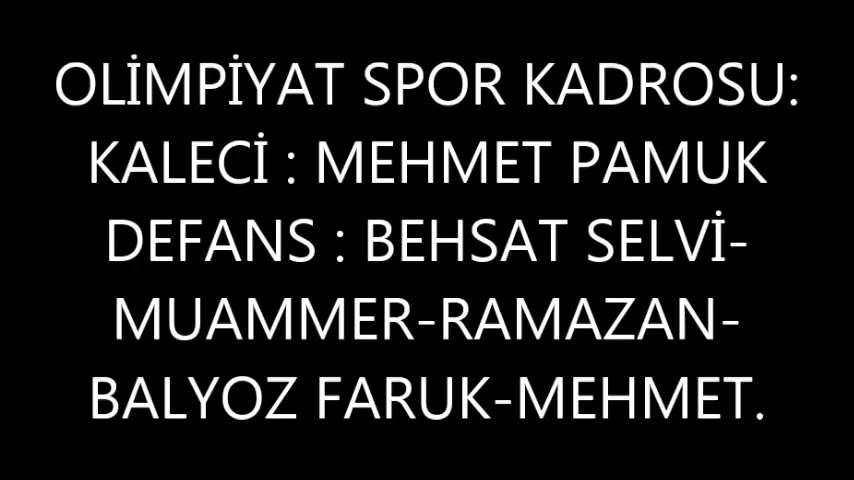 OLİMPİYAT SPOR KADROSU:
KALECİ : MEHMET PAMUK
DEFANS : BEHSAT SELVİ-
MUAMMER-RAMAZAN-
BALYOZ FARUK-MEHMET.